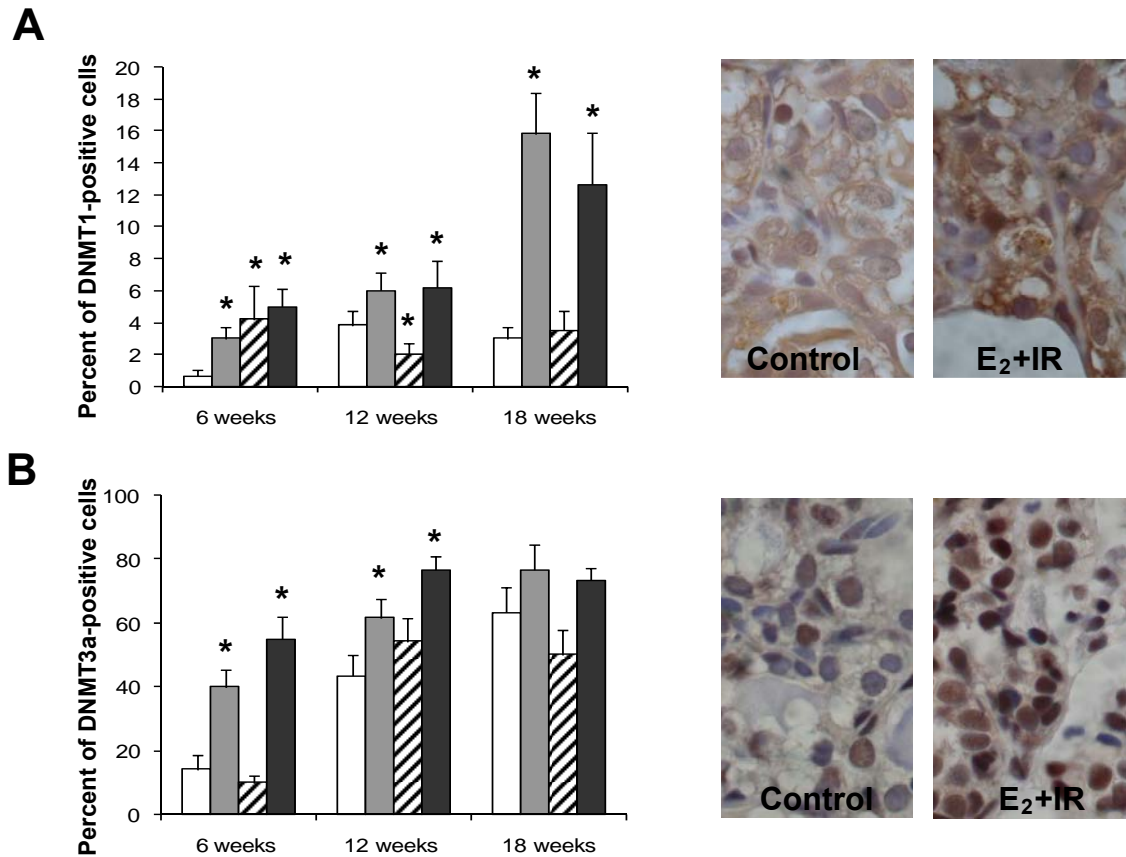 A
Percent of DNMT1-positive cells
20
18
16
14
12
10
8
6
4
2
0
*
*
*
*
*
*
*
*
6 weeks
12 weeks
18 weeks
Control
E₂+IR
B
Percent of DNMT3a-positive cells
100
80
60
40
20
0
*
*
*
*
6 weeks
12 weeks
18 weeks
Control
E₂+IR